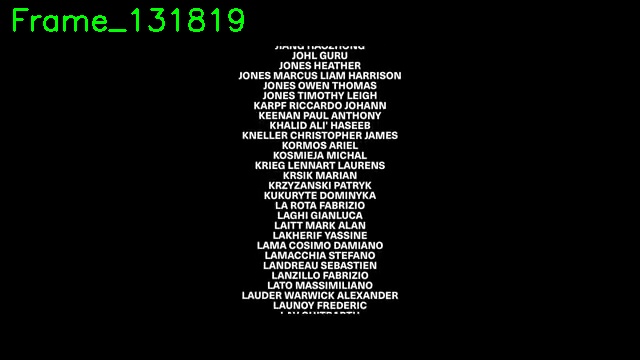 Frame_131819
JOHL GURU
JONES HEATHER
JONES MARCUS LIAM HARRISON
JONES OWEN THOMAS
JONES TIMOTHY LEIGH
KARPF RICCARDO JOHANN
KEENAN PAUL ANTHONY
KHALID ALI' HASEEB
KNELLER CHRISTOPHER JAMES
KORMOS ARIEL
KOSMIEJA MICHAL
KRIEG LENNART LAURENS
KRSIK MARIAN
KRZYZANSKI PATRYK
KUKURYTE DOMINYKA
LA ROTA FABRIZIO
LAGHI GIANLUCA
LAITT MARK ALAN
LAKHERIF YASSINE
LAMA COSIMO DAMIANO
LAMACCHIA STEFANO
LANDREAU SEBASTIEN
LANZILLO FABRIZIO
LATO MASSIMILIANO
LAUDER WARWICK ALEXANDER
LAUNOY FREDERIC